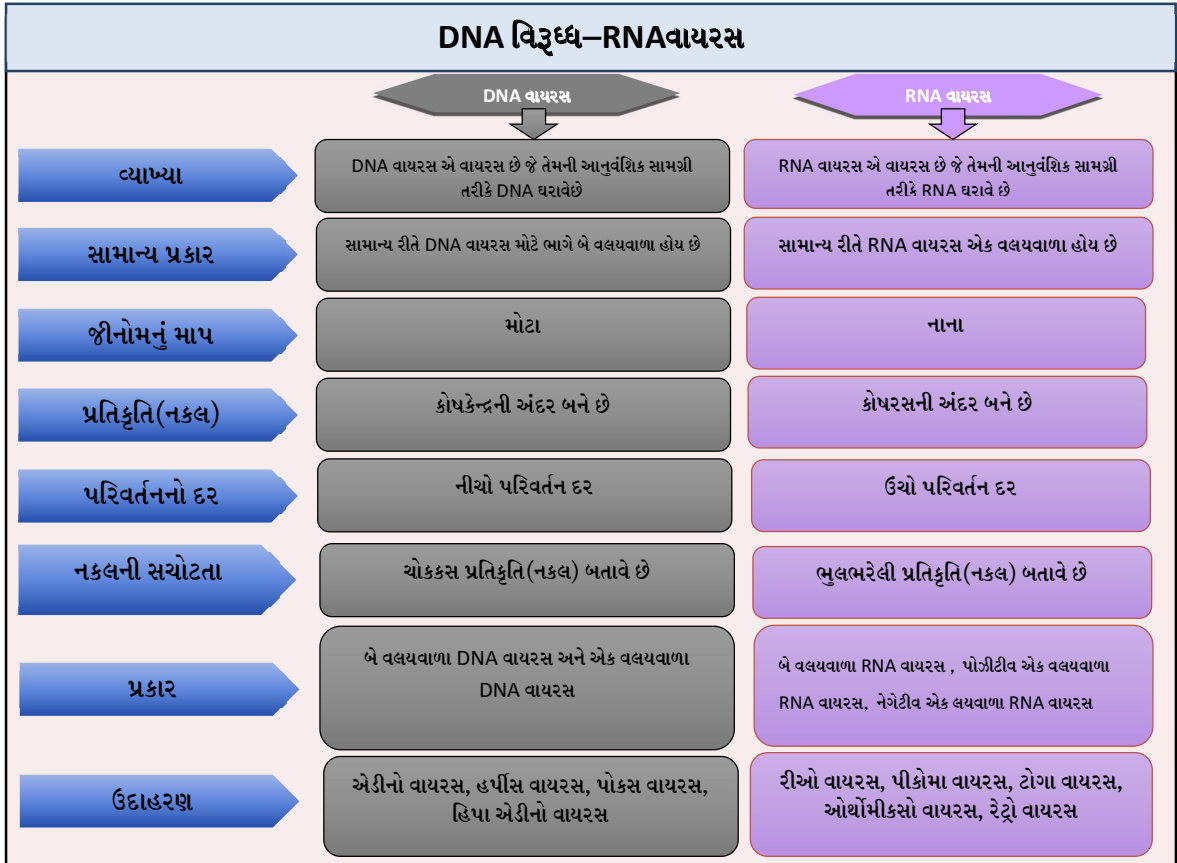 DNA વિરૂધ્ધ–RNAવાયરસ
DNA વાયરસ
RNA વાયરસ
વ્યાખ્યા
DNA વાયરસ એ વાયરસ છે જે તેમની આનુવંશિક સામગ્રી
તરીકે DNA ઘરાવેછે
RNA વાયરસ એ વાયરસ છે જે તેમની આનુવંશિક સામગ્રી
તરીકે RNA ઘરાવે છે
સામાન્ય પ્રકાર
સામાન્ય રીતે DNA વાયરસ મોટે ભાગે બે વલયવાળા હોય છે
સામાન્ય રીતે RNA વાયરસ એક વલયવાળા હોય છે
જીનોમનું માપ
મોટા
નાના
પ્રતિકૃતિ(નકલ)
કોષકેન્દ્રની અંદર બને છે
કોષરસની અંદર બને છે
પરિવર્તનનો દર
નીચો પરિવર્તન દર
ઉંચો પરિવર્તન દર
નકલની સચોટતા
ચોકકસ પ્રતિકૃતિ(નકલ) બતાવે છે
ભુલભરેલી પ્રતિકૃતિ(નકલ) બતાવે છે
પ્રકાર
બે વલયવાળા DNA વાયરસ અને એક વલયવાળા
DNA વાયરસ
બે વલયવાળા RNA વાયરસ , પોઝીટીવ એક વલયવાળા
RNA વાયરસ, નેગેટીવ એક લયવાળા RNA વાયરસ
ઉદાહરણ
એડીનો વાયરસ, હર્પીસ વાયરસ, પોકસ વાયરસ,
હિપા એડીનો વાયરસ
રીઓ વાયરસ, પીકોમા વાયરસ, ટોગા વાયરસ,
ઓર્થોમીકસો વાયરસ, રેટ્રો વાયરસ